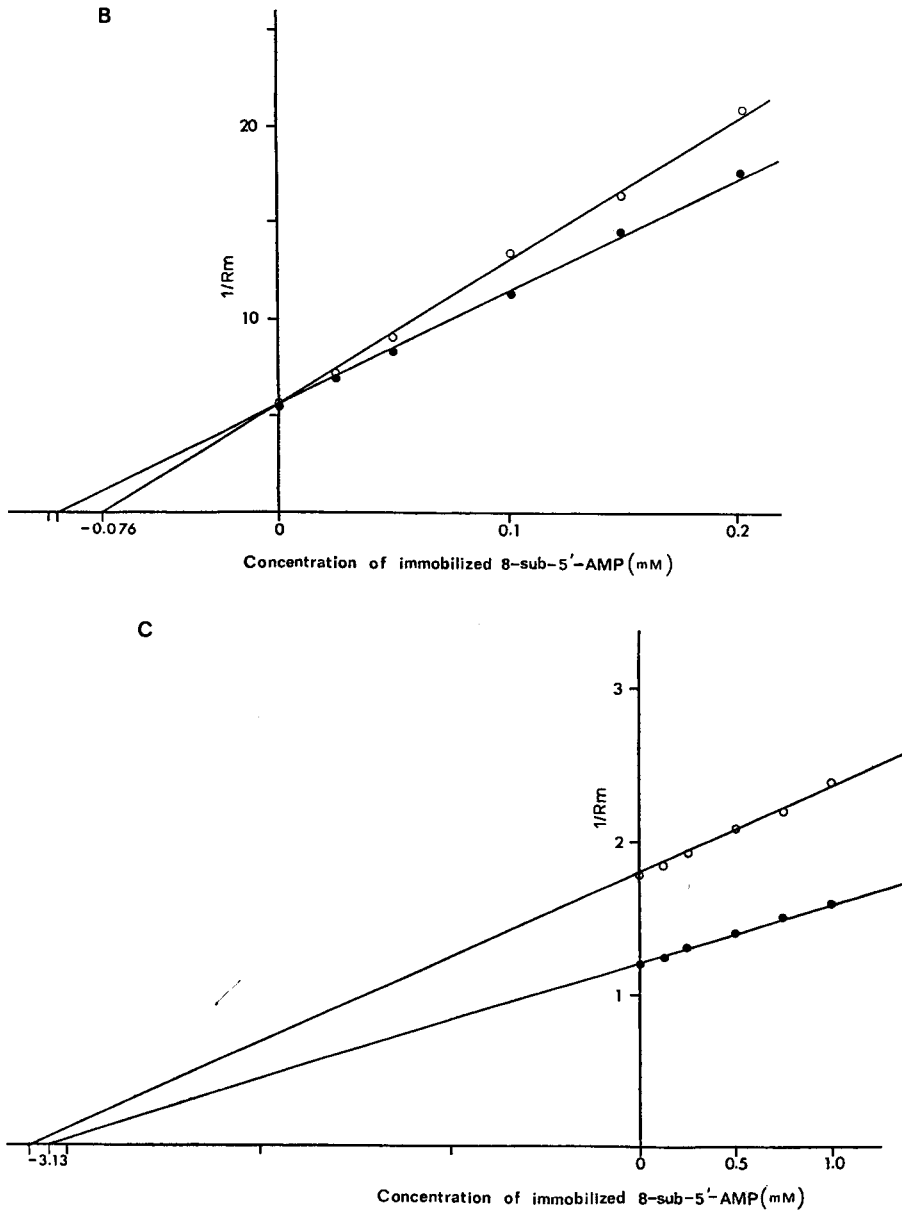 B
20
10
1/Rm
-0.076
0
0.1
0.2
Concentration of immobilized 8-sub-5′-AMP (mM)
C
3
2
1
1/Rm
-3.13
0
0.5
1.0
Concentration of immobilized 8-sub-5′-AMP (mM)